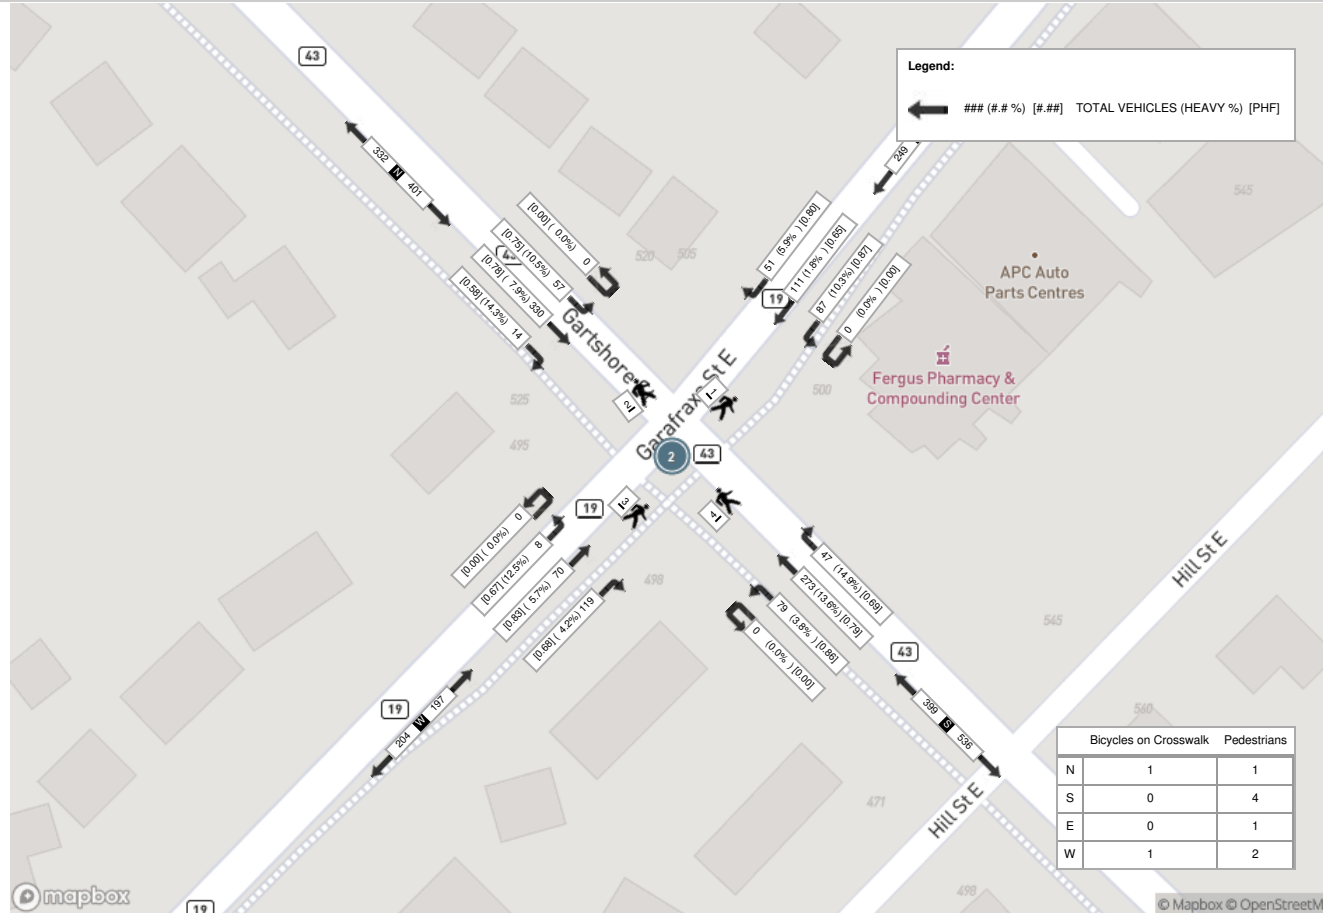 43
Legend:
### (#.# %) [#.##] TOTAL VEHICLES (HEAVY %) [PHF]
332 N 401
249
545
[0.00] ( 0.0%) 0
[0.75] (10.5%) 57
[0.78] ( 7.9%) 330
[0.58] (14.3%) 14
520
505
51 (5.9% ) [0.80]
111 (1.8% ) [0.65]
87 (10.3%) [0.87]
0 (0.0% ) [0.00]
19
APC Auto
Parts Centres
Gartshore
Garafraxa St E
Fergus Pharmacy &
Compounding Center
500
525
495
2
1
2
43
19
3
4
[0.00] ( 0.0%) 0
[0.67] (12.5%) 8
[0.83] ( 5.7%) 70
[0.68] ( 4.2%) 119
498
47 (14.9%) [0.69]
273 (13.6%) [0.79]
79 (3.8% ) [0.86]
0 (0.0% ) [0.00]
Hill St E
545
43
560
19
204 W 197
399 S 536
Bicycles on Crosswalk Pedestrians
N 1 1
S 0 4
E 0 1
W 1 2
471
Hill St E
498
mapbox
19
© Mapbox © OpenStreetM